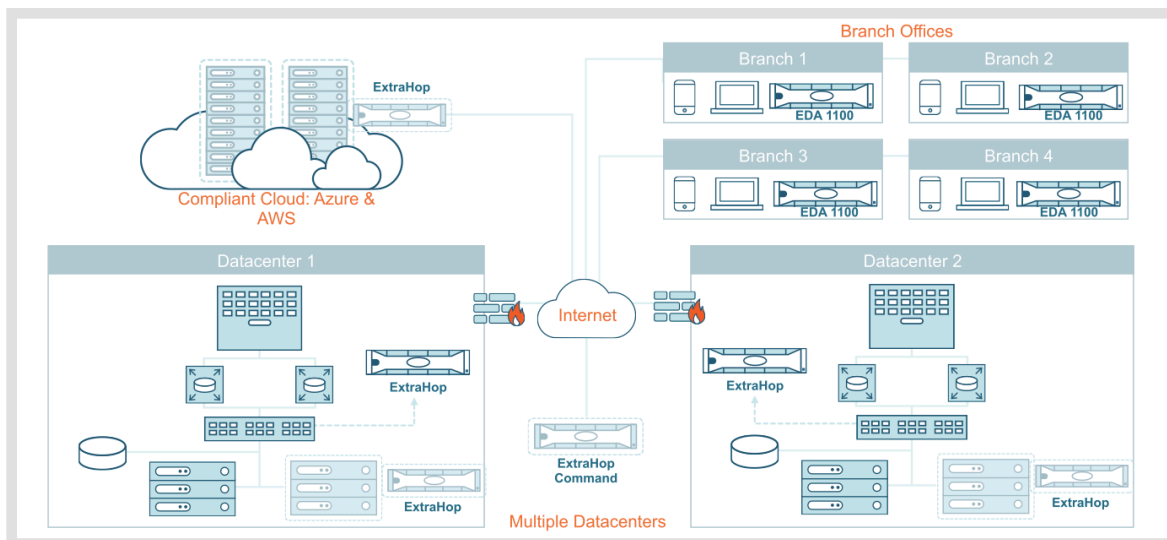 Branch Offices
Branch 1
Branch 2
ExtraHop
EDA 1100
EDA 1100
Branch 3
Branch 4
Compliant Cloud: Azure &
AWS
EDA 1100
EDA 1100
Datacenter 1
Datacenter 2
Internet
ExtraHop
ExtraHop
ExtraHop
Command
ExtraHop
ExtraHop
Multiple Datacenters